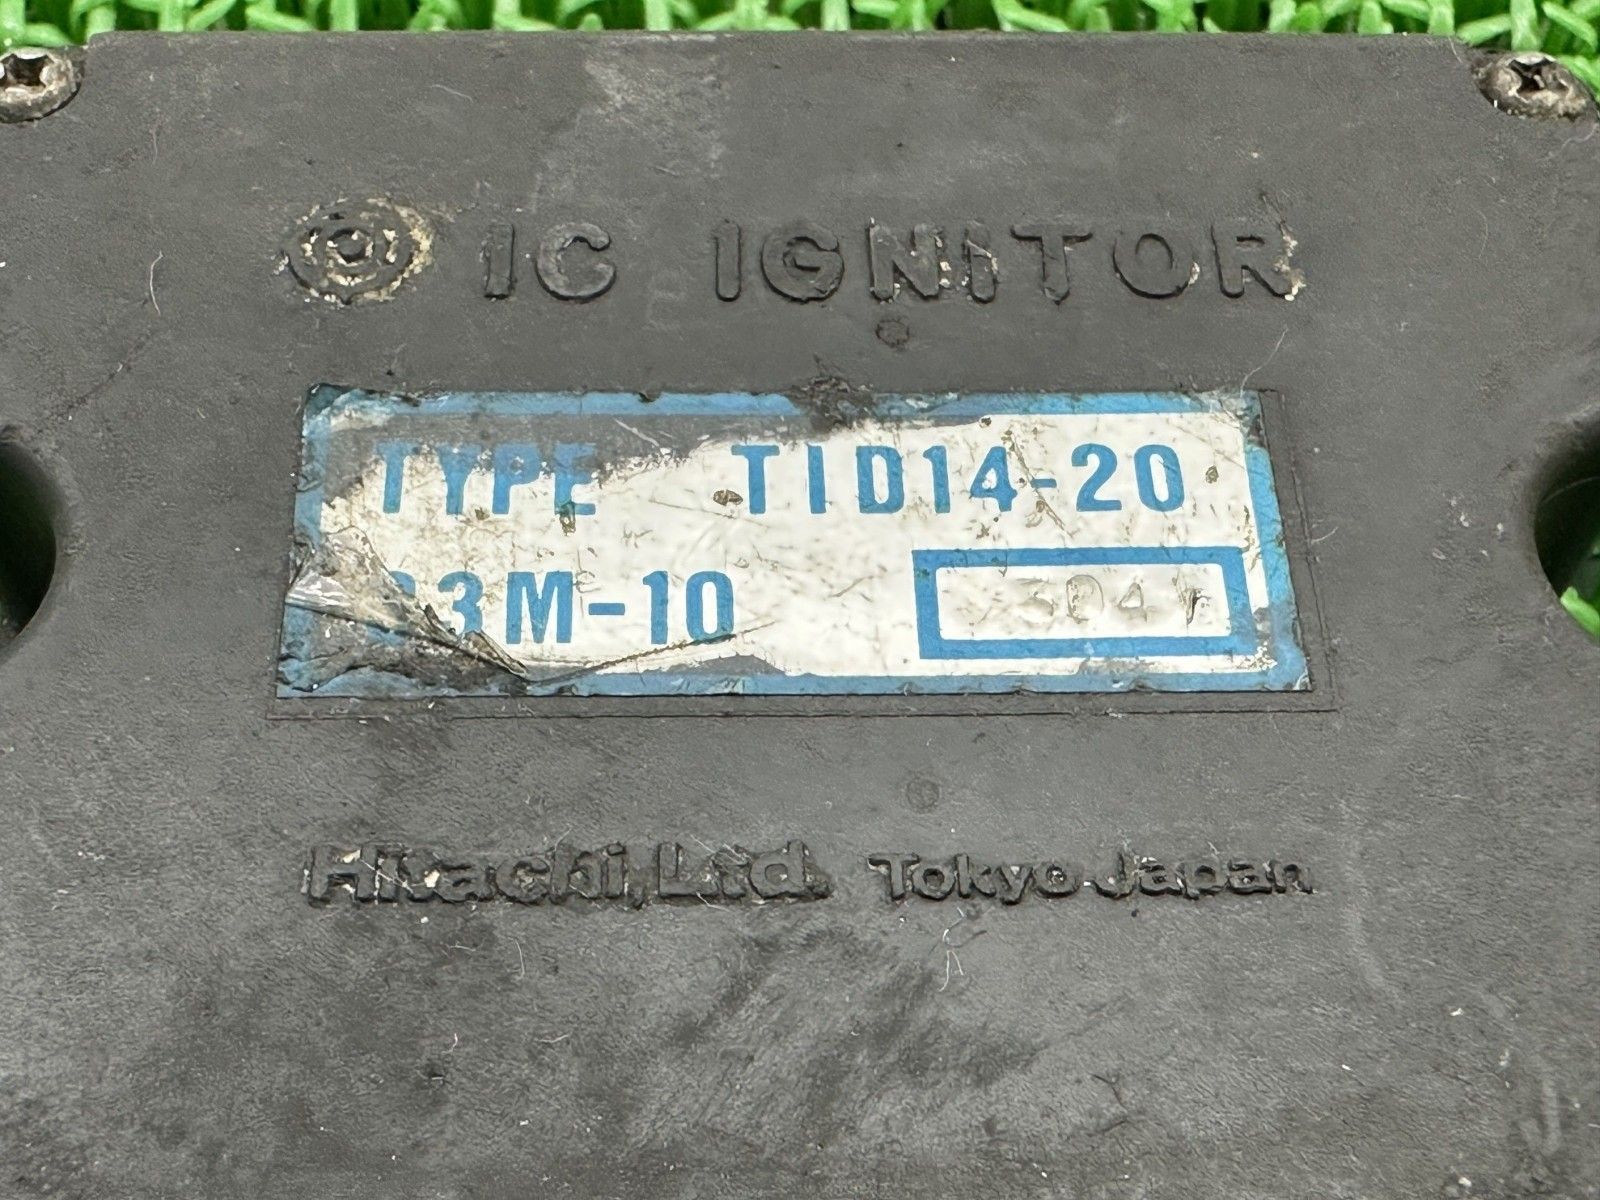 IC IGNITOR
TYPE TID14-20
3M-10
Hitachi, Ltd. Tokyo Japan